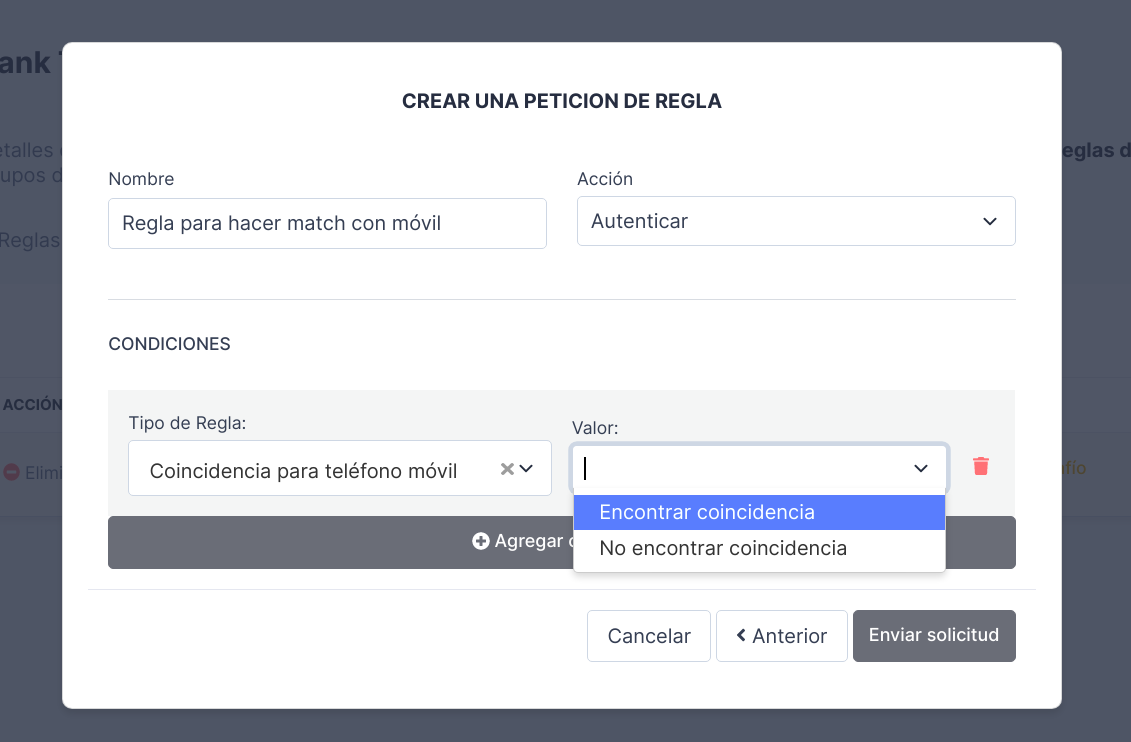 ank
CREAR UNA PETICION DE REGLA
etalles
eglas d
upos d
Nombre
Acción
Regla para hacer match con móvil
Autenticar
Reglas
CONDICIONES
ACCIÓN
Tipo de Regla:
Valor:
Coincidencia para teléfono móvil
Elimi
fío
Encontrar coincidencia
Agregar
No encontrar coincidencia
Cancelar
Anterior
Enviar solicitud